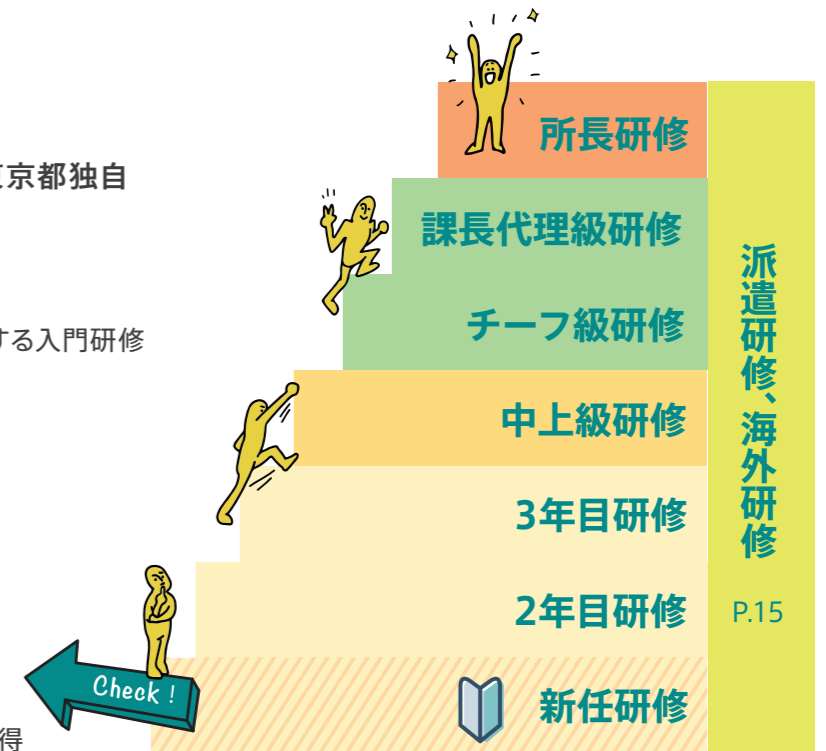 京都独自
する入門研修
得
Check !
所長研修
課長代理級研修
チーフ級研修
中上級研修
3年目研修
2年目研修
新任研修
派遣研修、海外研修
P.15